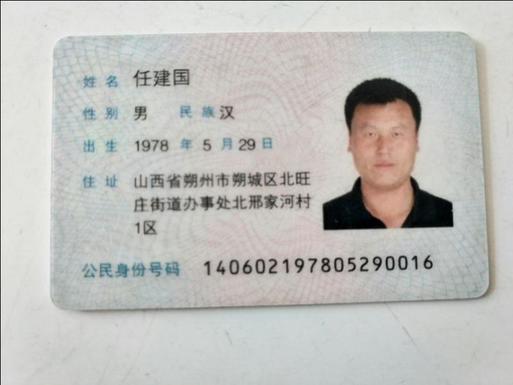 姓名 任建国
性别 男 民族 汉
出生 1978 年 5 月 29 日
住址 山西省朔州市朔城区北旺
庄街道办事处北邢家河村
1区
公民身份号码 140602197805290016